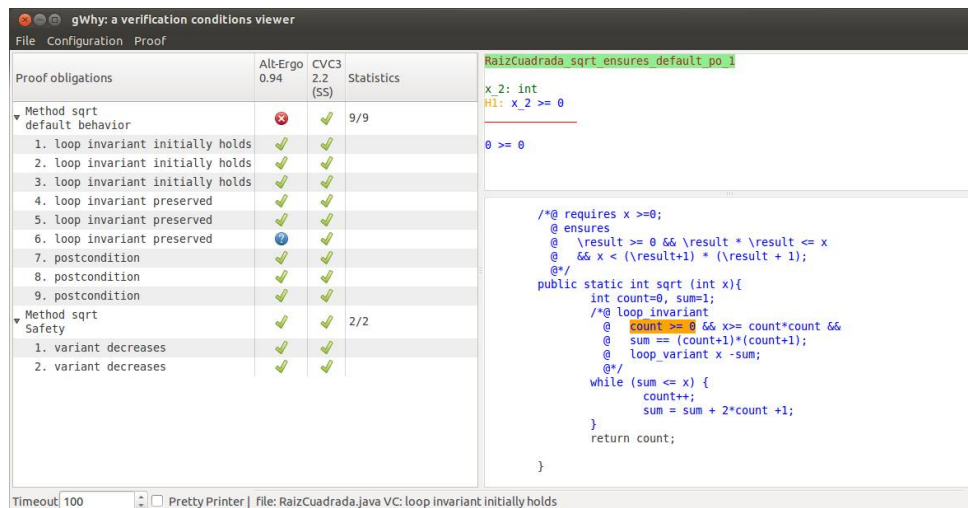 gWhy: a verification conditions viewer
File Configuration Proof
Proof obligations
Alt-Ergo
0.94
CVC3
2.2
(SS)
Statistics
Method sqrt
default behavior
9/9
1. loop invariant initially holds
2. loop invariant initially holds
3. loop invariant initially holds
4. loop invariant preserved
5. loop invariant preserved
6. loop invariant preserved
7. postcondition
8. postcondition
9. postcondition
Method sqrt
Safety
2/2
1. variant decreases
2. variant decreases
RaizCuadrada_sqrt_ensures_default_po_1
x_2: int
H1: x_2 >= 0
0 >= 0
/*@ requires x >=0;
@ ensures
@ \result >= 0 && \result * \result <= x
@ && x < (\result+1) * (\result + 1);
@*/
public static int sqrt (int x){
int count=0, sum=1;
/*@ loop_invariant
@ count >= 0 && x>= count*count &&
@ sum == (count+1)*(count+1);
@ loop_variant x -sum;
@*/
while (sum <= x) {
count++;
sum = sum + 2*count +1;
}
return count;
}
Timeout 100 Pretty Printer | file: RaizCuadrada.java VC: loop invariant initially holds